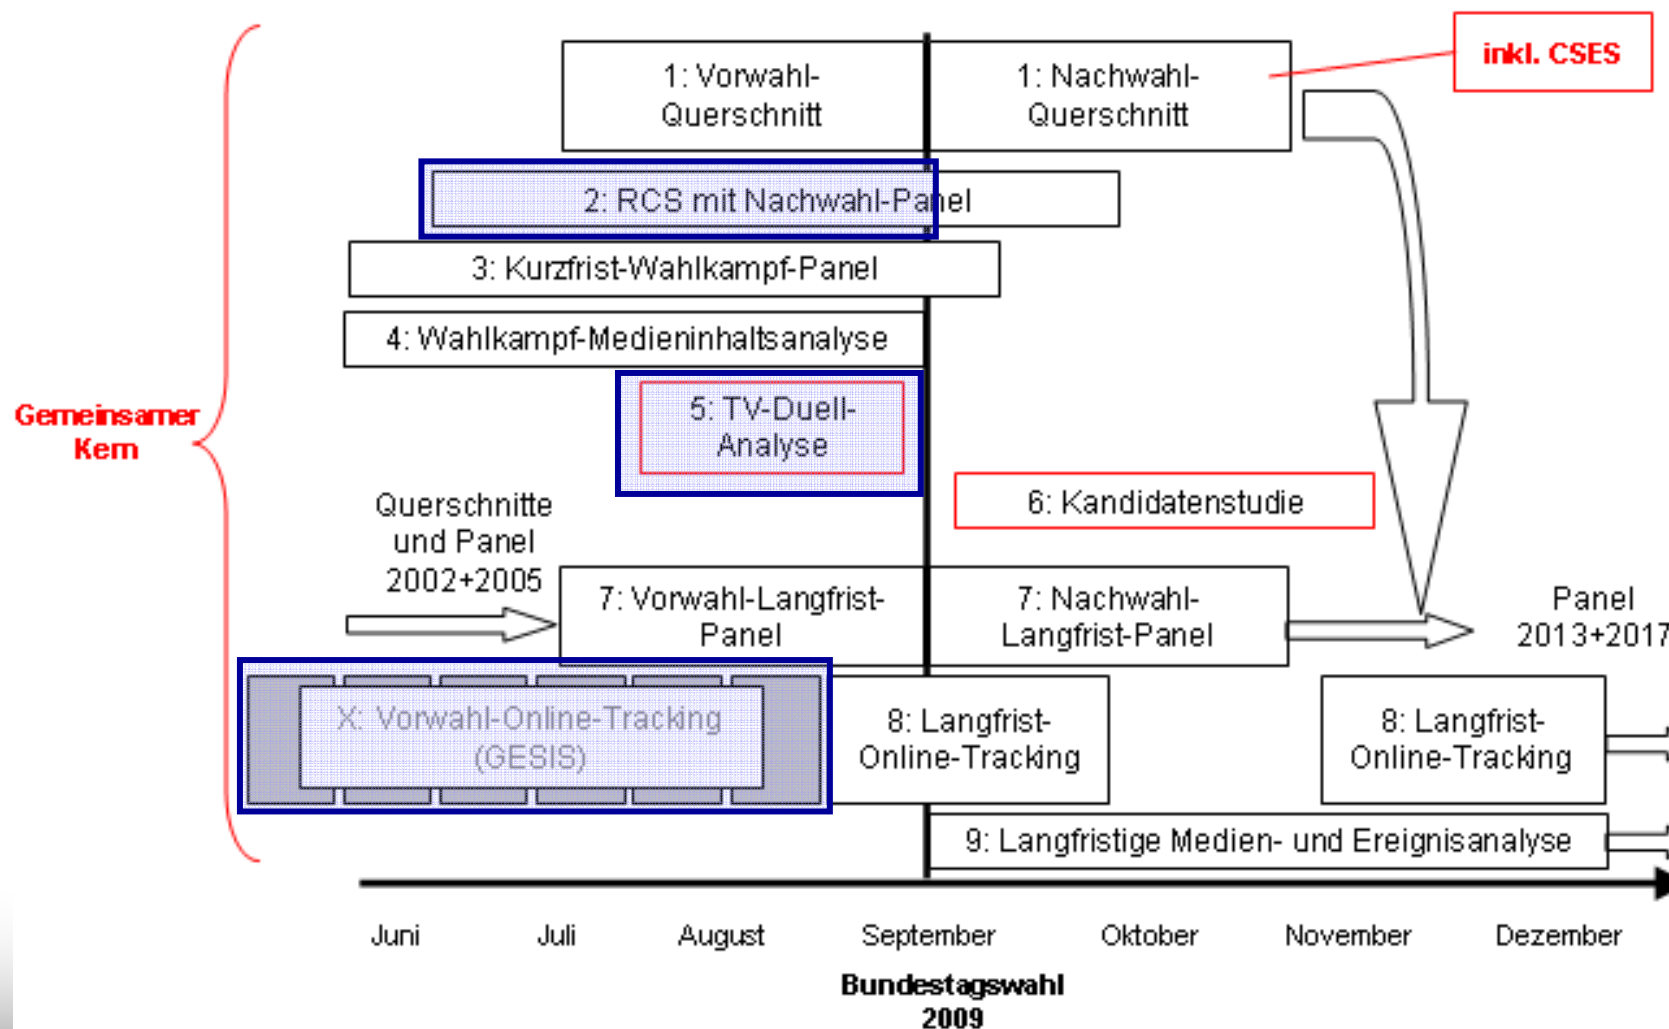 inkl. CSES
1: Vorwahl-
Querschnitt
1: Nachwahl-
Querschnitt
2: RCS mit Nachwahl-Panel
3: Kurzfrist-Wahlkampf-Panel
4: Wahlkampf-Medieninhaltsanalyse
Gemeinsamer
Kern
5: TV-Duell-
Analyse
6: Kandidatenstudie
Querschnitte
und Panel
2002+2005
7: Vorwahl-Langfrist-
Panel
7: Nachwahl-
Langfrist-Panel
Panel
2013+2017
X: Vorwahl-Online-Tracking
(GESIS)
8: Langfrist-
Online-Tracking
8: Langfrist-
Online-Tracking
9: Langfristige Medien- und Ereignisanalyse
Juni Juli August September Oktober November Dezember
Bundestagswahl
2009